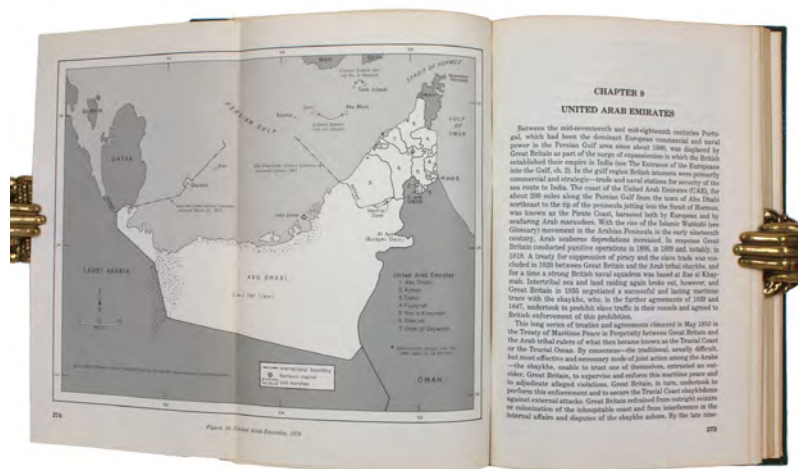 STRAIT OF HORMUZ
PERSIAN GULF
GULF
OF
OMAN
QATAR
Abu Musa
SAUDI ARABIA
ABU DHABI
United Arab Emirates
1. Abu Dhabi
2. Ajman
3. Dubai
4. Fujairah
5. Ras al Khaymah
6. Sharjah
7. Umm al Qaywayn
International boundary
National capital
Salt marshes
OMAN
274
Figure 16. United Arab Emirates, 1976
CHAPTER 9
UNITED ARAB EMIRATES
Between the mid-seventeenth and mid-eighteenth centuries Portu-
gal, which had been the dominant European commercial and naval
power in the Persian Gulf area since about 1500, was displaced by
Great Britain as part of the surge of expansionism in which the British
established their empire in India (see The Entrance of the Europeans
into the Gulf, ch. 2). In the gulf region British interests were primarily
commercial and strategic—trade and naval stations for security of the
sea route to India. The coast of the United Arab Emirates (UAE), for
about 200 miles along the Persian Gulf from the town of Abu Dhabi
northeast to the tip of the peninsula jutting into the Strait of Hormuz,
was known as the Pirate Coast, harassed both by European and by
seafaring Arab marauders. With the rise of the Islamic Wahhabi (see
Glossary) movement in the Arabian Peninsula in the early nineteenth
century, Arab seaborne depredations increased. In response Great
Britain conducted punitive operations in 1806, in 1809 and, notably, in
1818. A treaty for suppression of piracy and the slave trade was con-
cluded in 1820 between Great Britain and the Arab tribal shaykhs, and
for a time a strong British naval squadron was based at Ras al Khay-
mah. Intertribal sea and land raiding again broke out, however, and
Great Britain in 1835 negotiated a successful and lasting maritime
truce with the shaykhs, who, in the further agreements of 1839 and
1847, undertook to prohibit slave traffic in their vessels and agreed to
British enforcement of this prohibition.
This long series of treaties and agreements climaxed in May 1853 in
the Treaty of Maritime Peace in Perpetuity between Great Britain and
the Arab tribal rulers of what then became known as the Trucial Coast
or the Trucial Oman. By consensus—the traditional, usually difficult,
but most effective and necessary mode of joint action among the Arabs
—the shaykhs, unable to trust one of themselves, entrusted an out-
sider, Great Britain, to supervise and enforce this maritime peace and
to adjudicate alleged violations. Great Britain, in turn, undertook to
perform this enforcement and to secure the Trucial Coast shaykhdoms
against external attacks. Great Britain refrained from outright seizure
or colonization of the inhospitable coast and from interference in the
internal affairs and disputes of the shaykhs ashore. By the late nine-
275